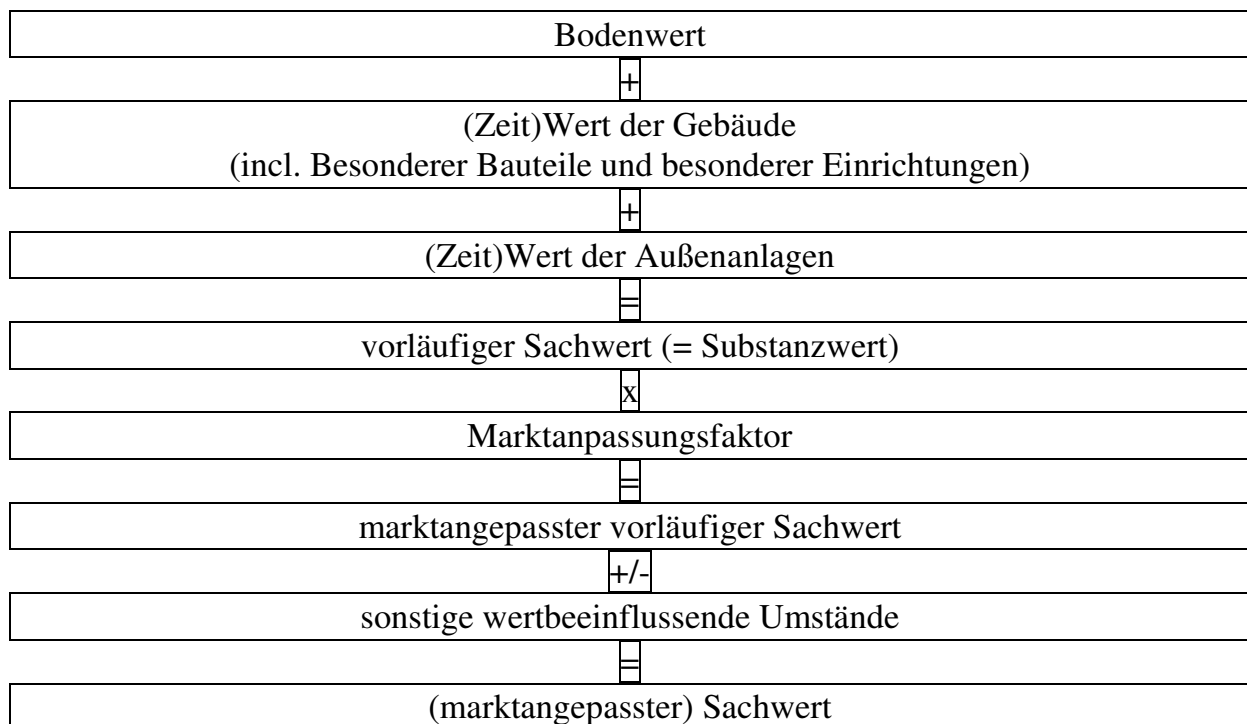 Bodenwert
+
(Zeit)Wert der Gebäude
(incl. Besonderer Bauteile und besonderer Einrichtungen)
+
(Zeit)Wert der Außenanlagen
=
vorläufiger Sachwert (= Substanzwert)
x
Marktanpassungsfaktor
=
marktangepasster vorläufiger Sachwert
+/-
sonstige wertbeeinflussende Umstände
=
(marktangepasster) Sachwert